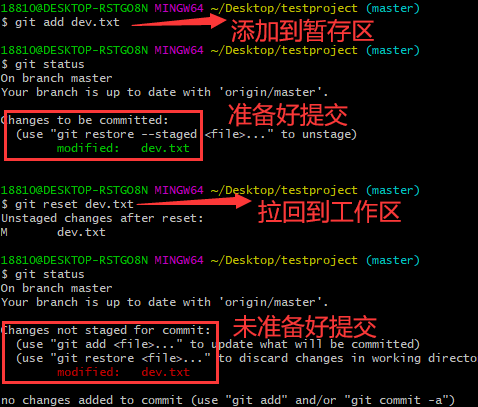 18810@DESKTOP-RSTGO8N MINGW64 ~/Desktop/testproject (master)
$ git add dev.txt 添加到暂存区
18810@DESKTOP-RSTGO8N MINGW64 ~/Desktop/testproject (master)
$ git status
On branch master
Your branch is up to date with 'origin/master'.
准备好提交
Changes to be committed:
(use "git restore --staged <file>..." to unstage)
modified: dev.txt
18810@DESKTOP-RSTGO8N MINGW64 ~/Desktop/testproject (master)
$ git reset dev.txt 拉回到工作区
Unstaged changes after reset:
M dev.txt
18810@DESKTOP-RSTGO8N MINGW64 ~/Desktop/testproject (master)
$ git status
On branch master
Your branch is up to date with 'origin/master'.
Changes not staged for commit: 未准备好提交
(use "git add <file>..." to update what will be committed)
(use "git restore <file>..." to discard changes in working directo
modified: dev.txt
no changes added to commit (use "git add" and/or "git commit -a")